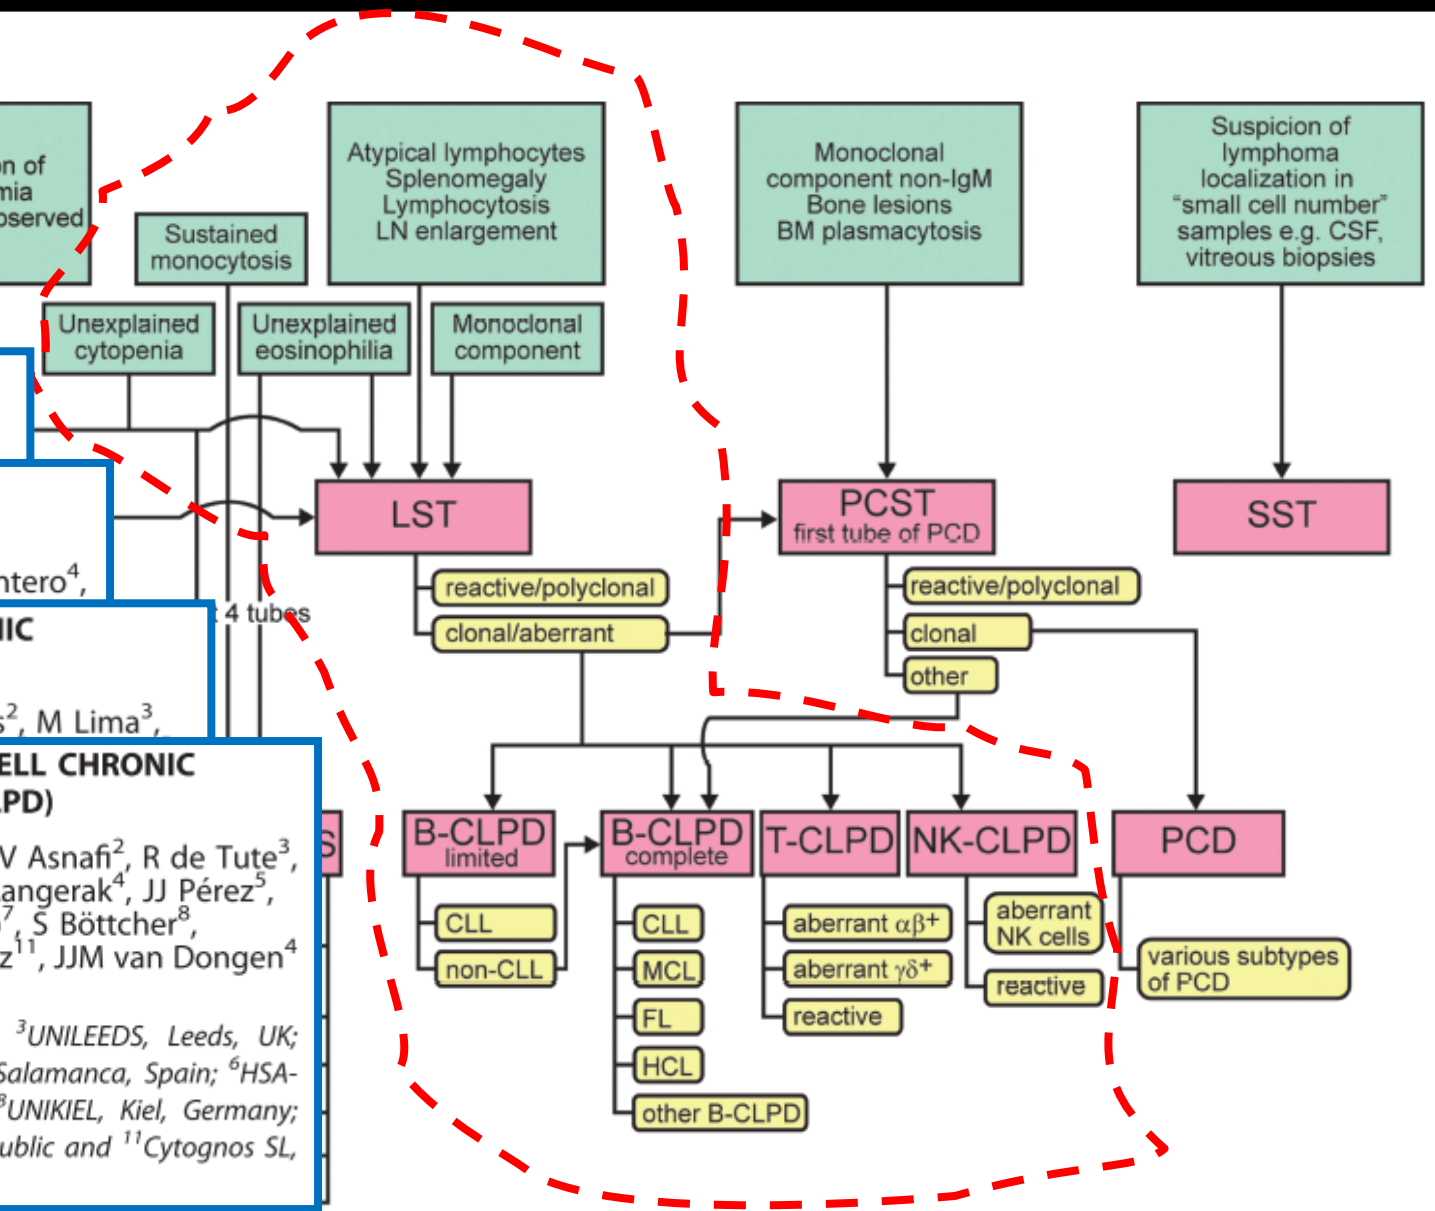 on of
mia
bserved
Sustained
monocytosis
Atypical lymphocytes
Splenomegaly
Lymphocytosis
LN enlargement
Monoclonal
component non-IgM
Bone lesions
BM plasmacytosis
Suspicion of
lymphoma
localization in
“small cell number”
samples e.g. CSF,
vitreous biopsies
Unexplained
cytopenia
Unexplained
eosinophilia
Monoclonal
component
LST
PCST
first tube of PCD
SST
reactive/polyclonal
clonal/aberrant
reactive/polyclonal
clonal
other
4 tubes
ntero⁴,
IIC
s², M Lima³,
ELL CHRONIC
LPD)
V Asnafi², R de Tute³,
angerak⁴, JJ Pérez⁵,
⁷, S Böttcher⁸,
z¹¹, JJM van Dongen⁴
³UNILEEDS, Leeds, UK;
Salamanca, Spain; ⁶HSA-
⁸UNIKIEL, Kiel, Germany;
ublic and ¹¹Cytognos SL,
S
B-CLPD
limited
B-CLPD
complete
T-CLPD
NK-CLPD
PCD
CLL
non-CLL
CLL
MCL
FL
HCL
other B-CLPD
aberrant αβ+
aberrant γδ+
reactive
aberrant
NK cells
reactive
various subtypes
of PCD